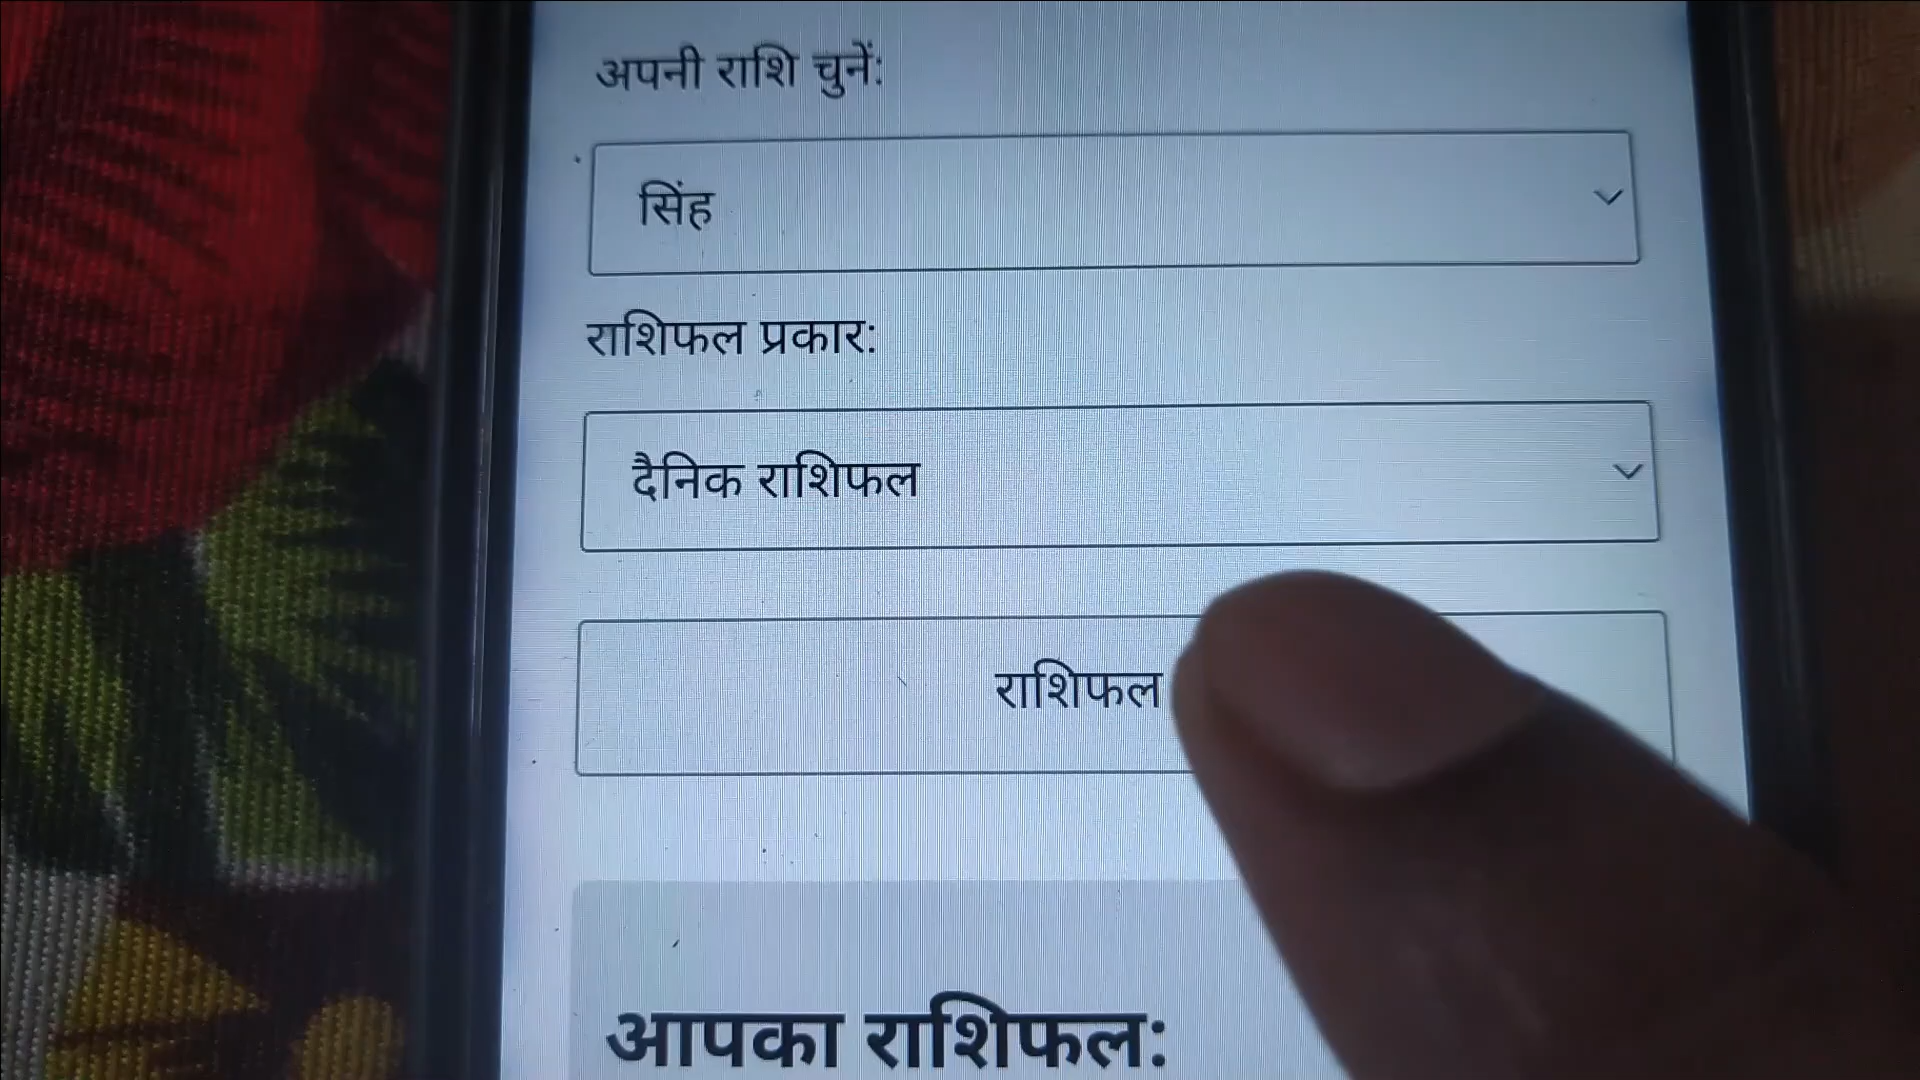 अपनी राशि चुनें:
सिंह
राशिफल प्रकार:
दैनिक राशिफल
राशिफल
आपका राशिफल: